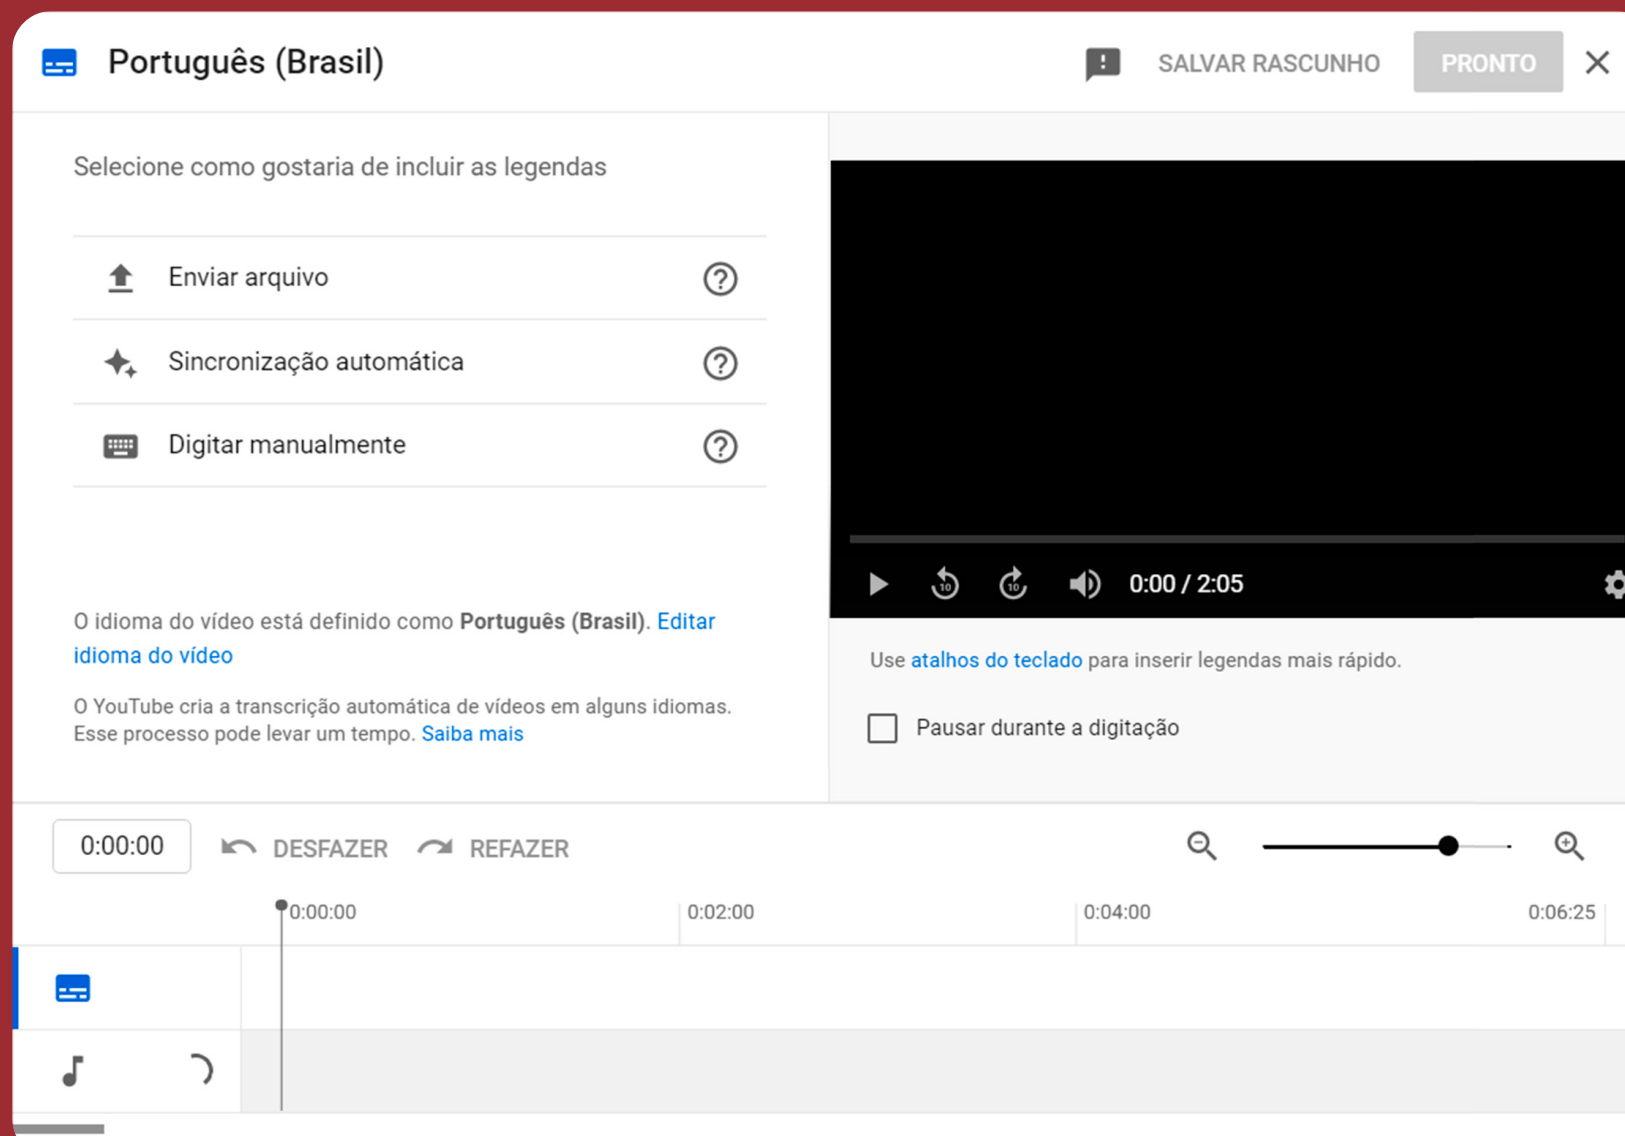 Português (Brasil)
SALVAR RASCUNHO
PRONTO
Selecione como gostaria de incluir as legendas
Enviar arquivo
Sincronização automática
Digitar manualmente
O idioma do vídeo está definido como Português (Brasil). Editar
idioma do vídeo
O YouTube cria a transcrição automática de vídeos em alguns idiomas.
Esse processo pode levar um tempo. Saiba mais
10
10
0:00 / 2:05
Use atalhos do teclado para inserir legendas mais rápido.
Pausar durante a digitação
0:00:00
DESFAZER
REFAZER
0:00:00
0:02:00
0:04:00
0:06:25